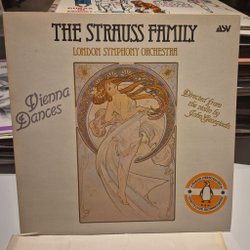 ASV
THE STRAUSS FAMILY
LONDON SYMPHONY ORCHESTRA
Vienna
Dances
Directed from
the violin by
John Georgiadis